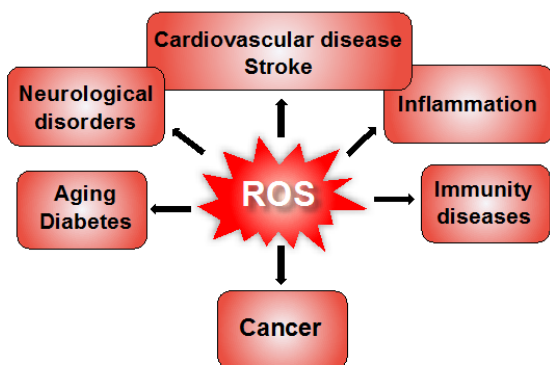 Cardiovascular disease
Stroke
Neurological
disorders
Inflammation
ROS
Aging
Diabetes
Immunity
diseases
Cancer